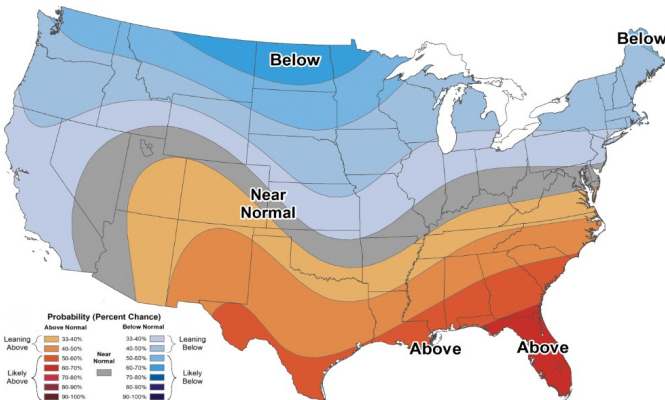 Below
Below
Near
Normal
Above
Above
Probability (Percent Chance)
Above Normal
Below Normal
Leaning
Above
33-40%
40-50%
Near
Normal
33-40%
40-50%
Leaning
Below
Likely
Above
50-60%
60-70%
70-80%
80-90%
90-100%
50-60%
60-70%
70-80%
80-90%
90-100%
Likely
Below